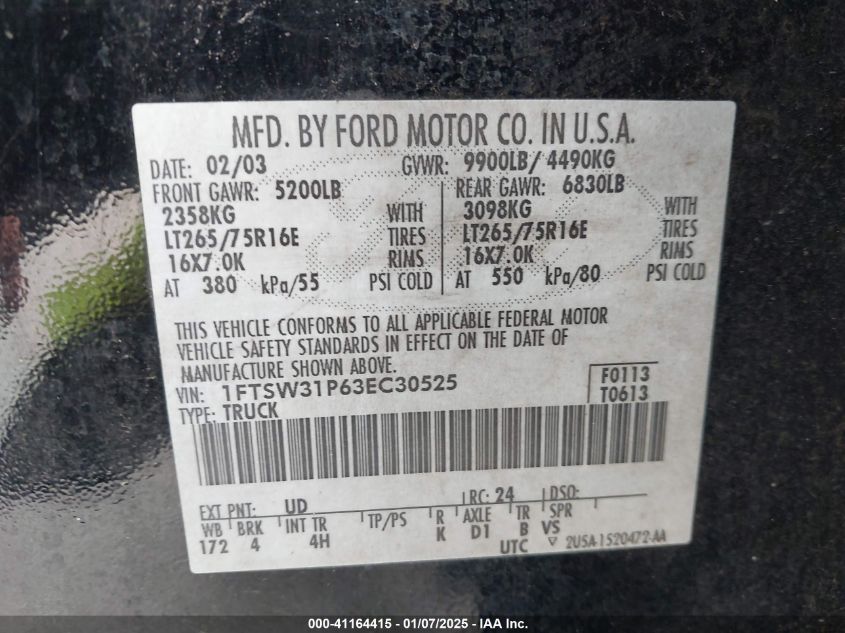 MFD. BY FORD MOTOR CO. IN U.S.A.
DATE: 02/03 GVWR: 9900LB/ 4490KG
FRONT GAWR: 5200LB REAR GAWR: 6830LB
2358KG WITH 3098KG WITH
LT265/75R16E TIRES LT265/75R16E TIRES
16X7.0K RIMS 16X7.0K RIMS
AT 380 kPa/55 PSI COLD AT 550 kPa/80 PSI COLD
THIS VEHICLE CONFORMS TO ALL APPLICABLE FEDERAL MOTOR
VEHICLE SAFETY STANDARDS IN EFFECT ON THE DATE OF
MANUFACTURE SHOWN ABOVE.
VIN: 1FTSW31P63EC30525 F0113
TYPE: TRUCK T0613
EXT PNT: UD RC: 24 DSO:
WB BRK INT TR TP/PS R AXLE TR SPR
172 4 4H K D1 B VS
UTC ▽ 2U5A-1520472-AA
000-41164415 - 01/07/2025 - © IAA Inc.